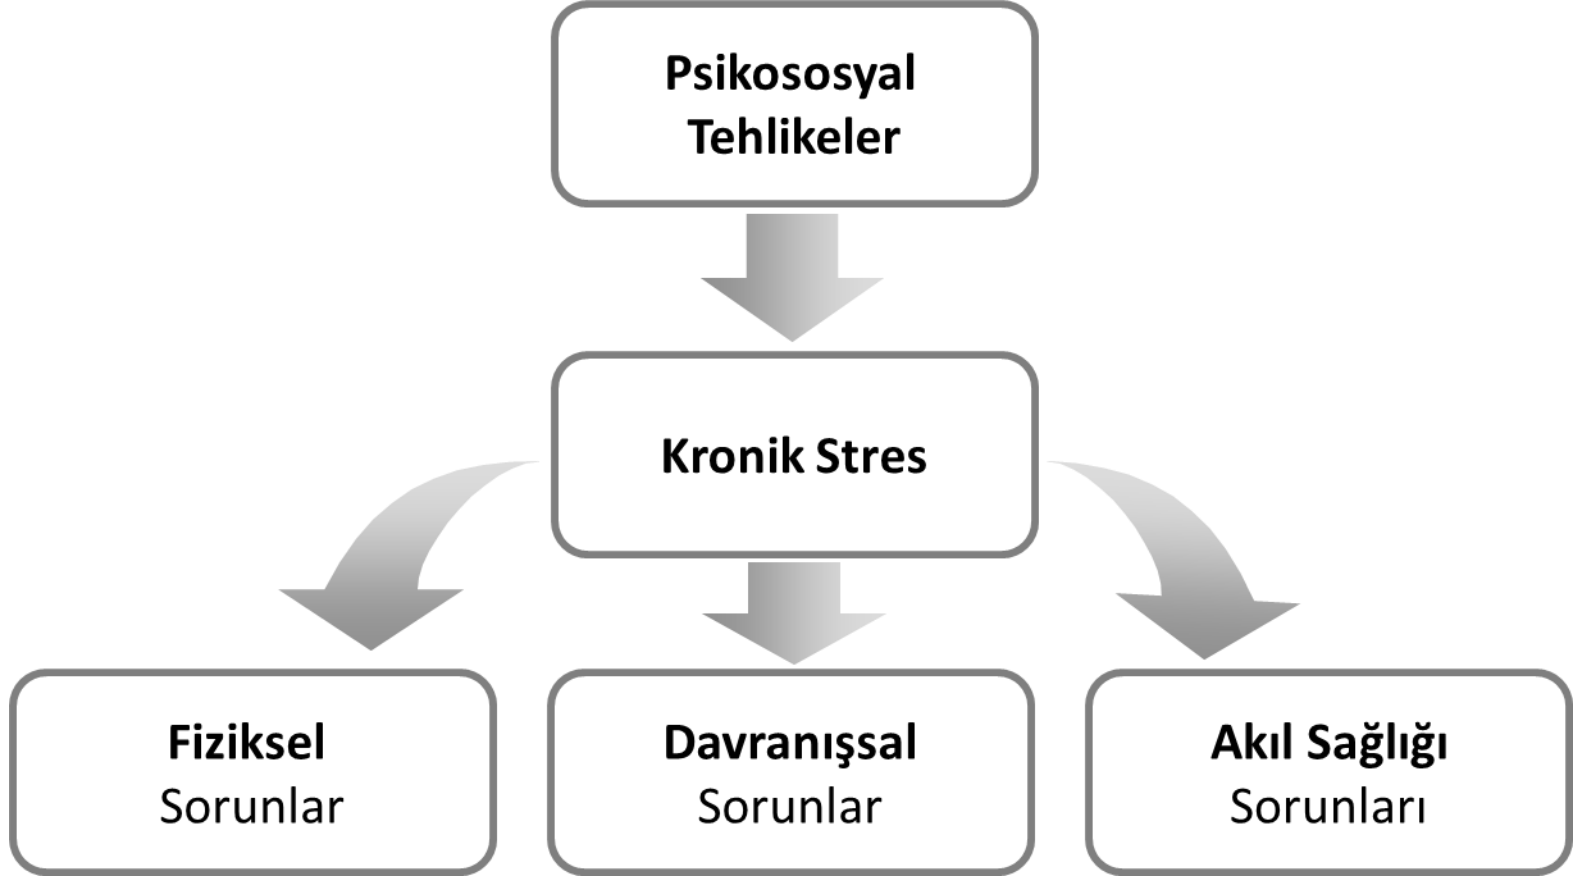 Psikososyal
Tehlikeler
Kronik Stres
Fiziksel
Sorunlar
Davranışsal
Sorunlar
Akıl Sağlığı
Sorunları